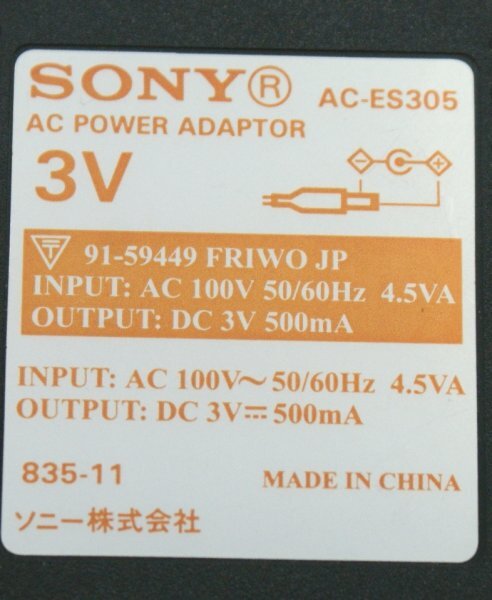 SONY® AC-ES305
AC POWER ADAPTOR
3V
91-59449 FRIWO JP
INPUT: AC 100V 50/60Hz 4.5VA
OUTPUT: DC 3V 500mA
INPUT: AC 100V～50/60Hz 4.5VA
OUTPUT: DC 3V⎓500mA
835-11 MADE IN CHINA
ソニー株式会社